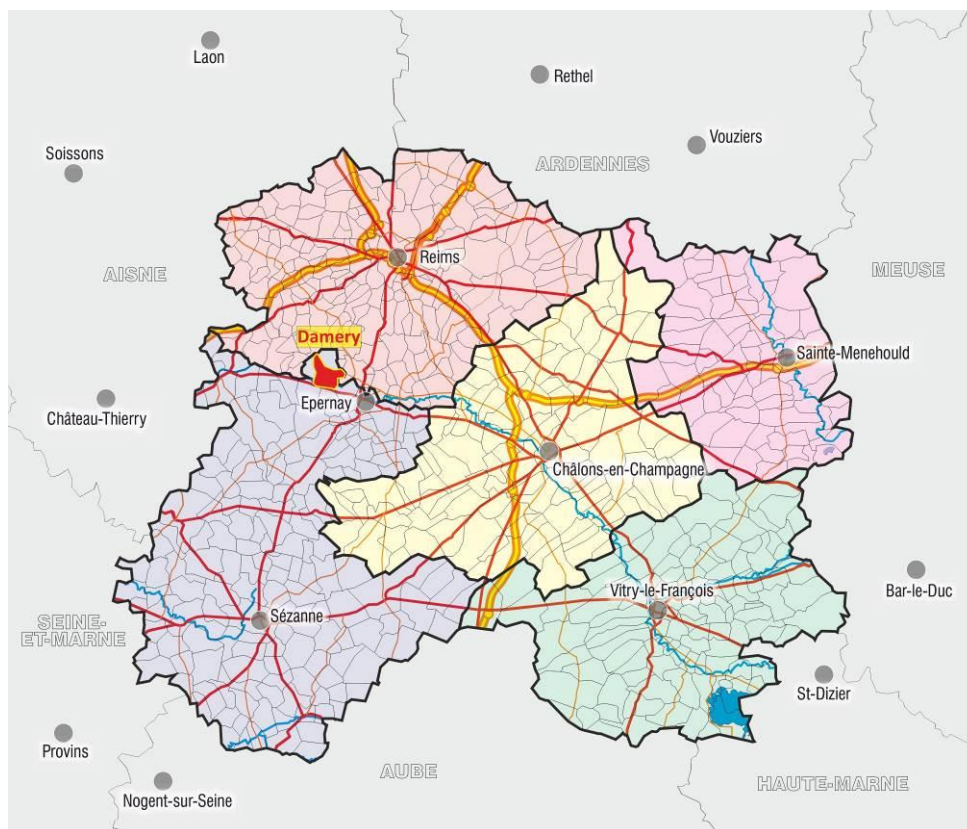 Laon
Rethel
Vouziers
Soissons
ARDENNES
Reims
MEUSE
AISNE
Damery
Sainte-Menehould
Château-Thierry
Epernay
Châlons-en-Champagne
Bar-le-Duc
Vitry-le-François
Sézanne
SEINE-
ET-MARNE
St-Dizier
Provins
AUBE
HAUTE-MARNE
Nogent-sur-Seine